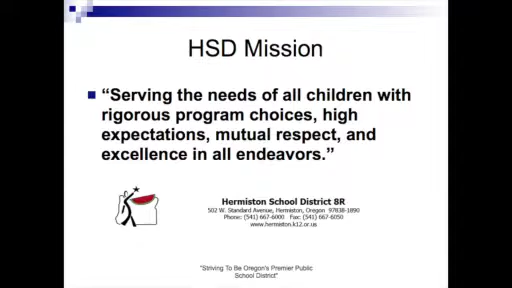 HSD Mission
“Serving the needs of all children with
rigorous program choices, high
expectations, mutual respect, and
excellence in all endeavors.”
Hermiston School District 8R
502 W. Standard Avenue, Hermiston, Oregon 97838-1890
Phone: (541) 667-6000 Fax: (541) 667-6050
www.hermiston.k12.or.us
"Striving To Be Oregon's Premier Public
School District"